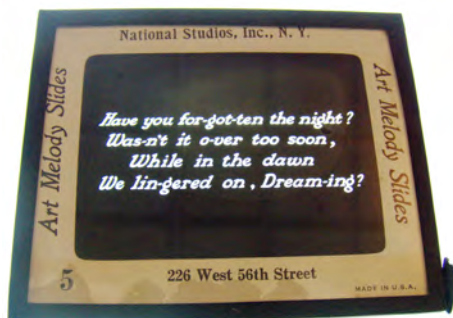 National Studios, Inc., N. Y.
Art Melody Slides
Have you for-got-ten the night?
Was-n't it o-ver too soon,
While in the dawn
We lin-gered on, Dream-ing?
Art Melody Slides
5
226 West 56th Street
MADE IN U.S.A.